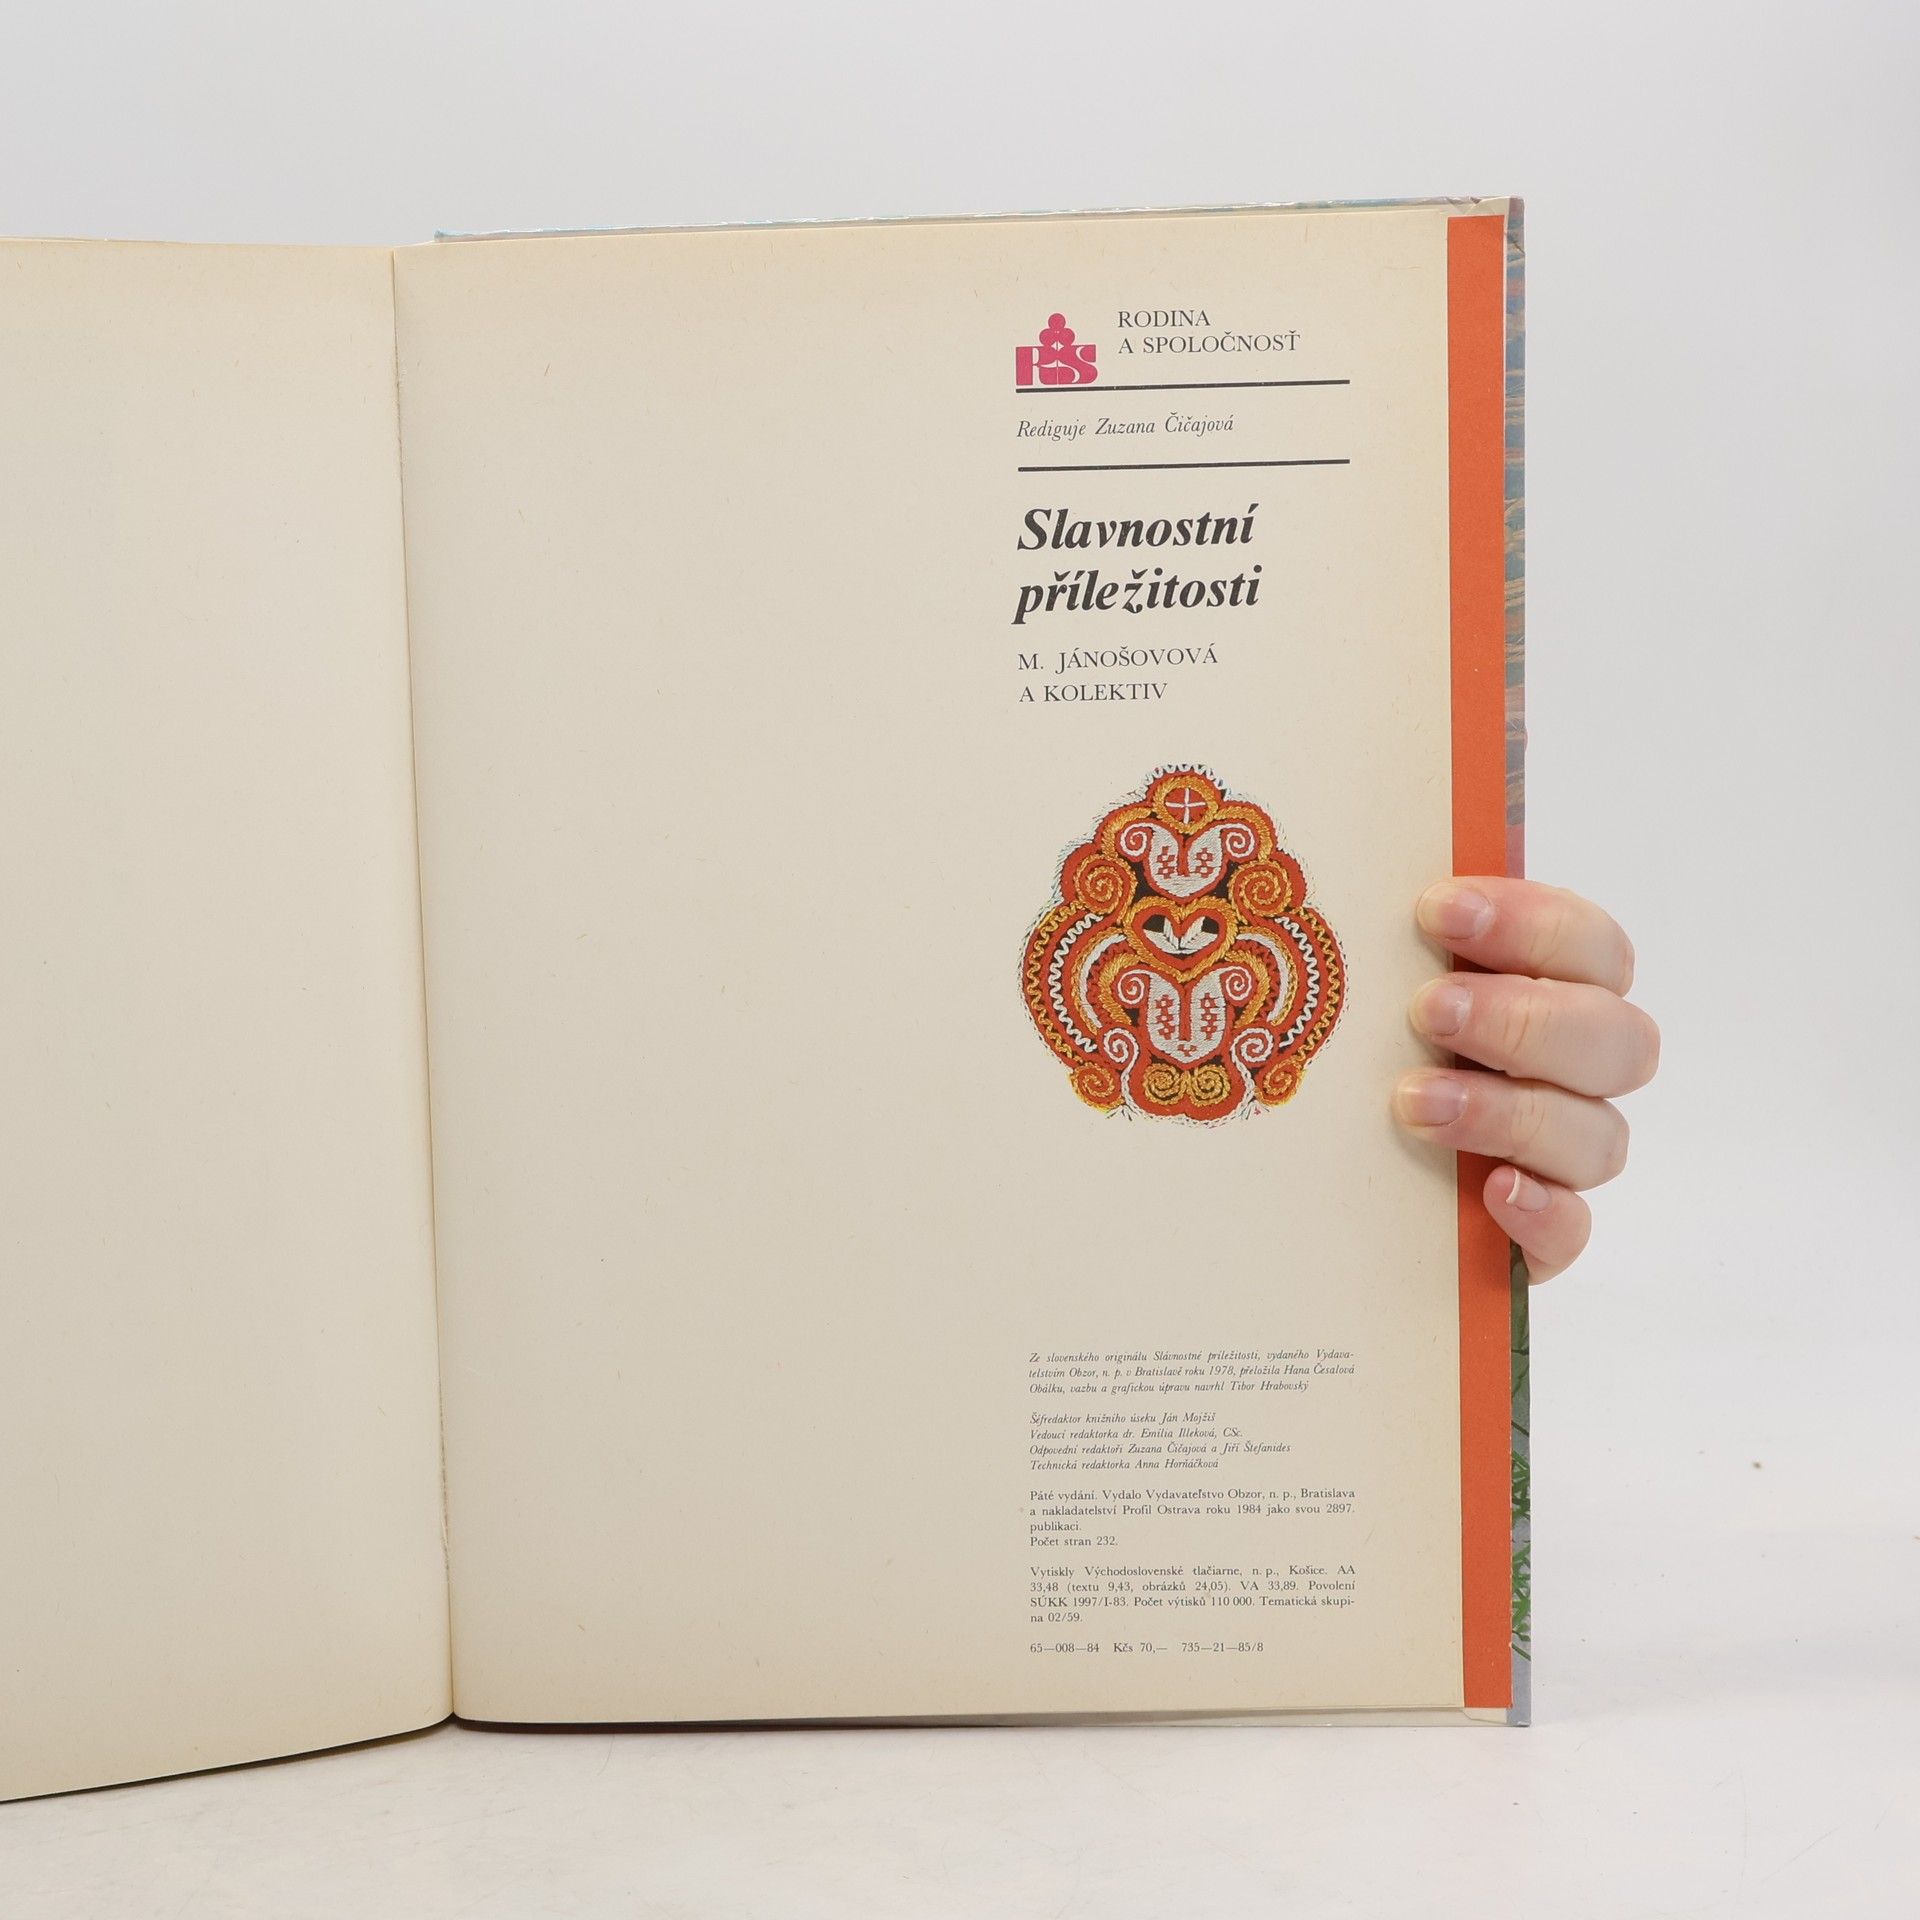 RODINA
A SPOLOČNOSŤ
RS
Rediguje Zuzana Čičajová
Slavnostní
příležitosti
M. JÁNOŠOVOVÁ
A KOLEKTIV
Ze slovenského originálu Slávnostné príležitosti, vydaného Vydava-
telstvím Obzor, n. p. v Bratislavě roku 1978, přeložila Hana Česalová
Obálku, vazbu a grafickou úpravu navrhl Tibor Hrabovský
Šéfredaktor knižního úseku Ján Mojžiš
Vedoucí redaktorka dr. Emília Illeková, CSc.
Odpovední redaktoři Zuzana Čičajová a Jiří Štefanides
Technická redaktorka Anna Horňáčková
Páté vydání. Vydalo Vydavateľstvo Obzor, n. p., Bratislava
a nakladatelství Profil Ostrava roku 1984 jako svou 2897.
publikaci.
Počet stran 232.
Vytiskly Východoslovenské tlačiarne, n. p., Košice. AA
33,48 (textu 9,43, obrázků 24,05). VA 33,89. Povolení
SÚKK 1997/I-83. Počet výtisků 110 000. Tematická skupi-
na 02/59.
65—008—84 Kčs 70,— 735—21—85/8